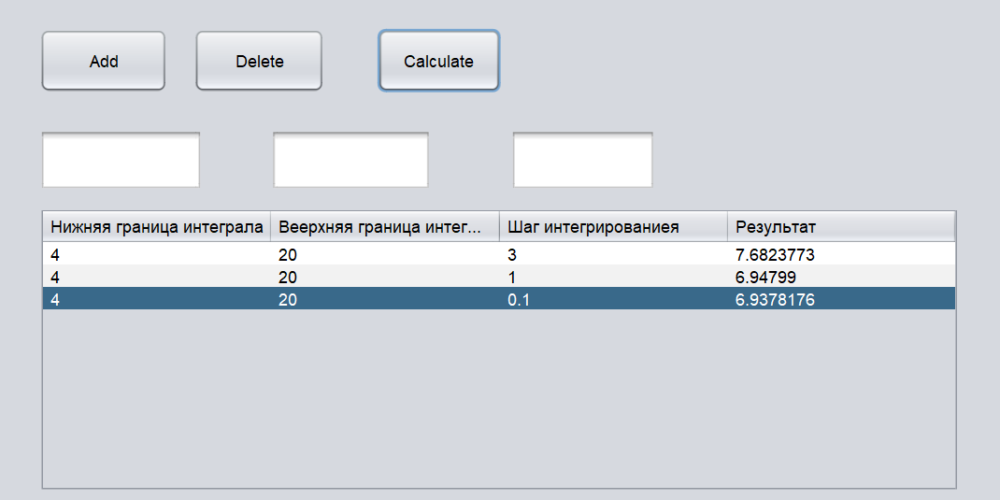 Add Delete Calculate
Нижняя граница интеграла Веерхняя граница интег... Шаг интегрированиея Результат
4 20 3 7.6823773
4 20 1 6.94799
4 20 0.1 6.9378176